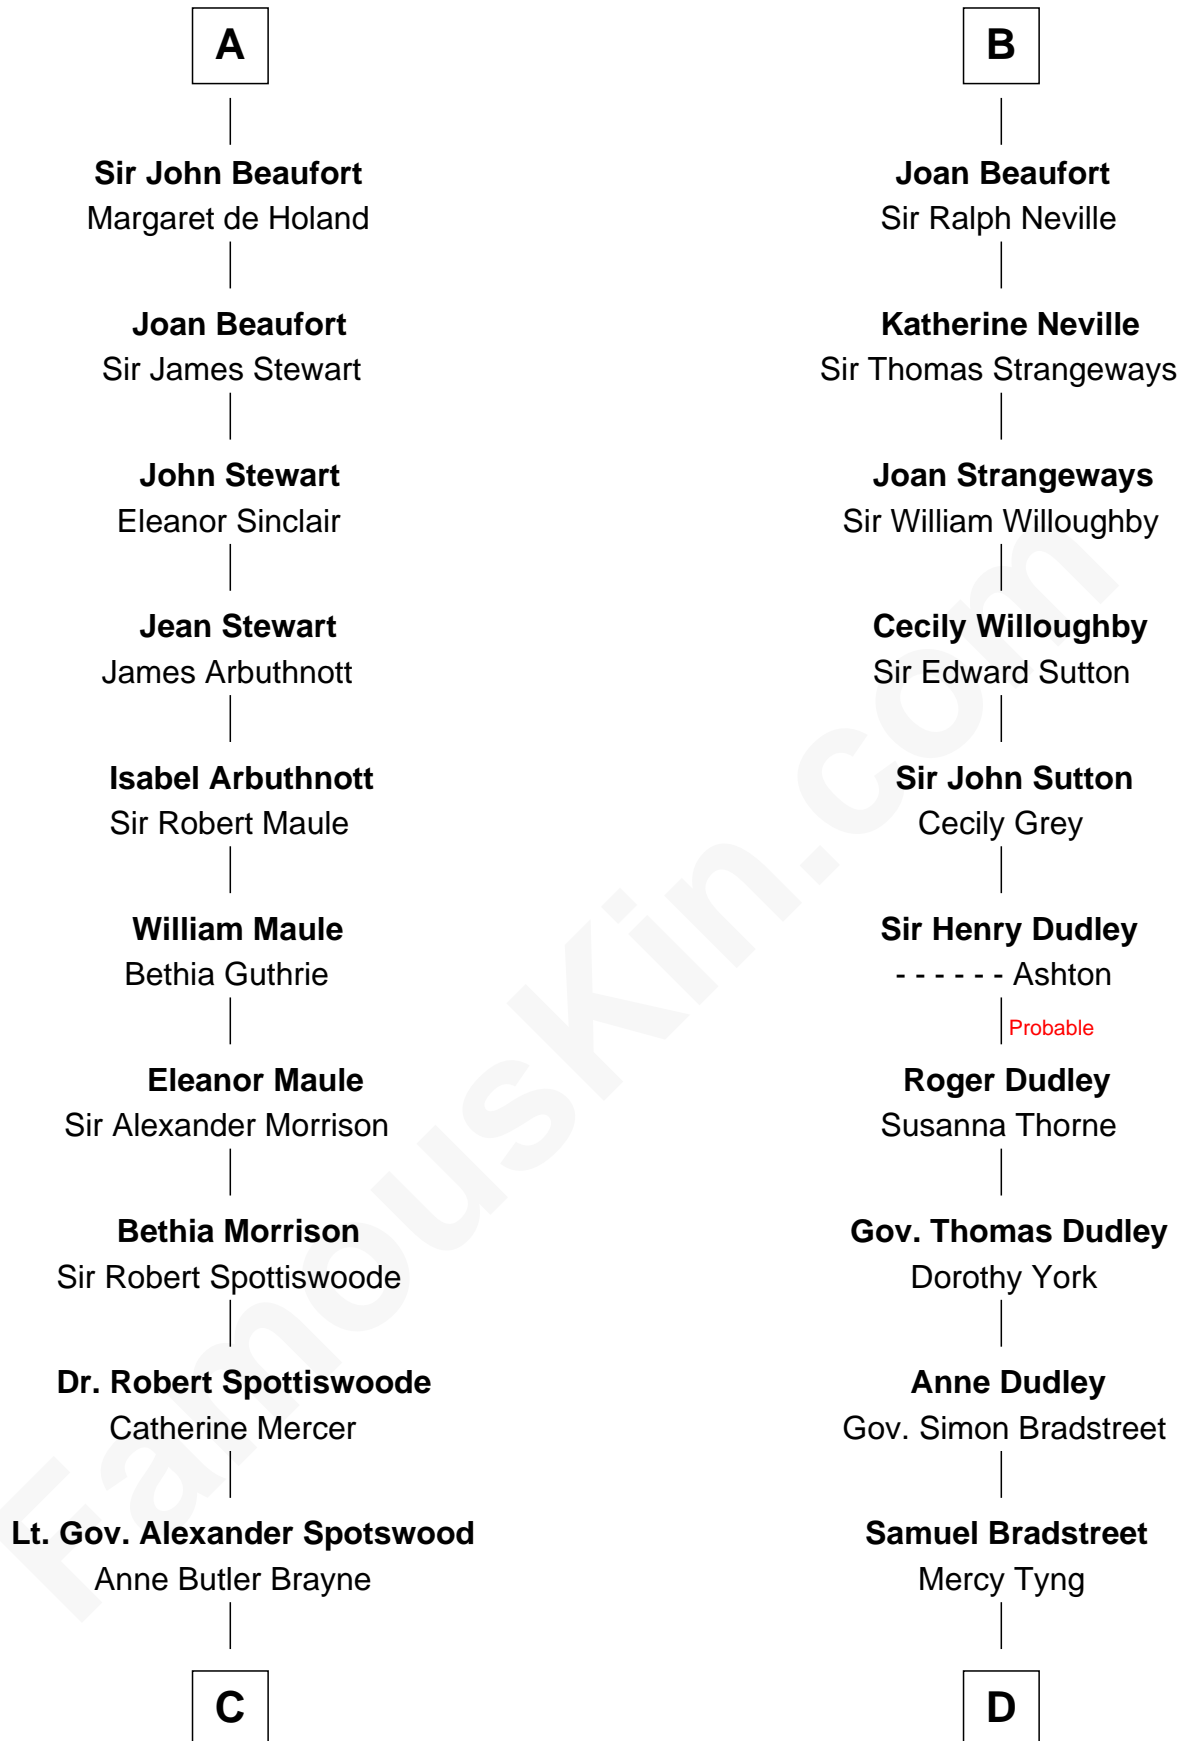 A
Sir John Beaufort
Margaret de Holand
Joan Beaufort
Sir James Stewart
John Stewart
Eleanor Sinclair
Jean Stewart
James Arbuthnott
Isabel Arbuthnott
Sir Robert Maule
William Maule
Bethia Guthrie
Eleanor Maule
Sir Alexander Morrison
Bethia Morrison
Sir Robert Spottiswoode
Dr. Robert Spottiswoode
Catherine Mercer
Lt. Gov. Alexander Spotswood
Anne Butler Brayne
C
B
Joan Beaufort
Sir Ralph Neville
Katherine Neville
Sir Thomas Strangeways
Joan Strangeways
Sir William Willoughby
Cecily Willoughby
Sir Edward Sutton
Sir John Sutton
Cecily Grey
Sir Henry Dudley
- - - - - - Ashton
Probable
Roger Dudley
Susanna Thorne
Gov. Thomas Dudley
Dorothy York
Anne Dudley
Gov. Simon Bradstreet
Samuel Bradstreet
Mercy Tyng
D
FamousKin.com